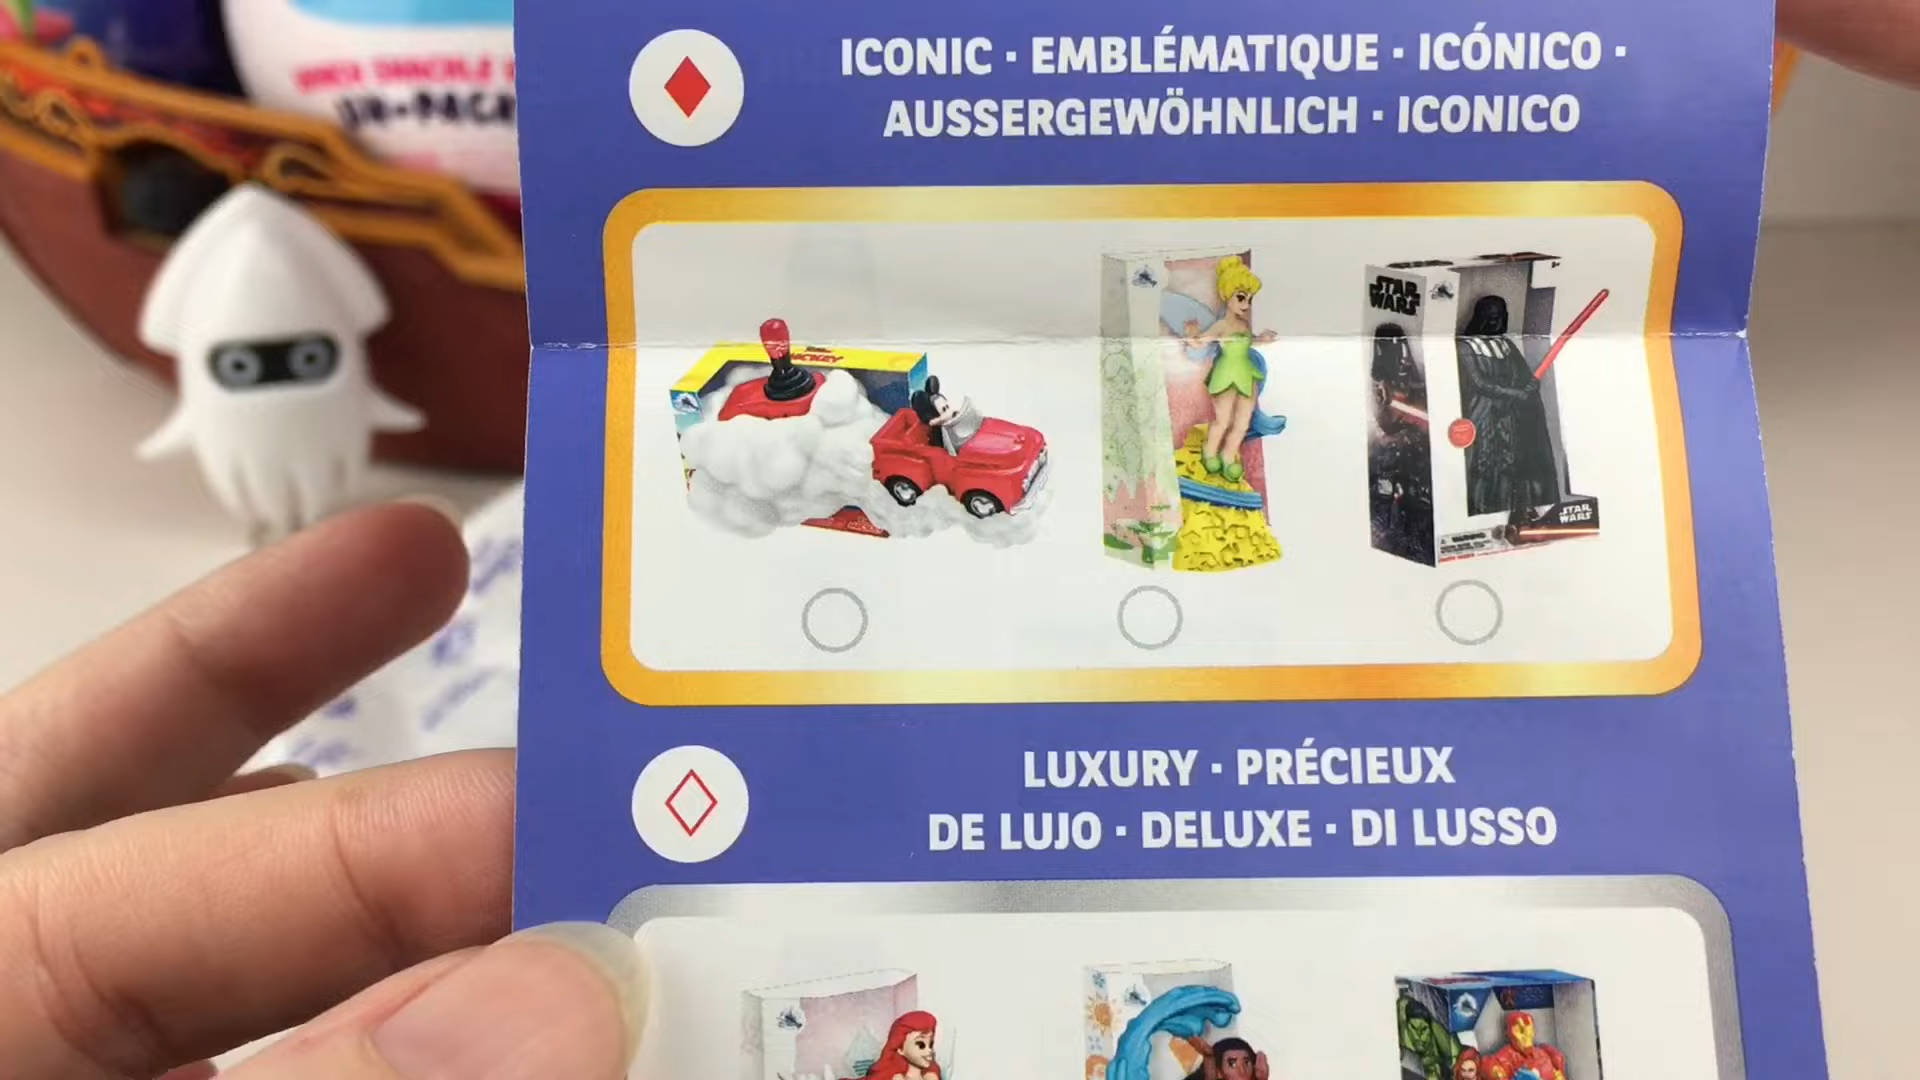 ICONIC · EMBLÉMATIQUE · ICÓNICO ·
AUSSERGEWÖHNLICH · ICONICO
STAR
WARS
MICKEY
STAR
WARS
LUXURY · PRÉCIEUX
DE LUJO · DELUXE · DI LUSSO